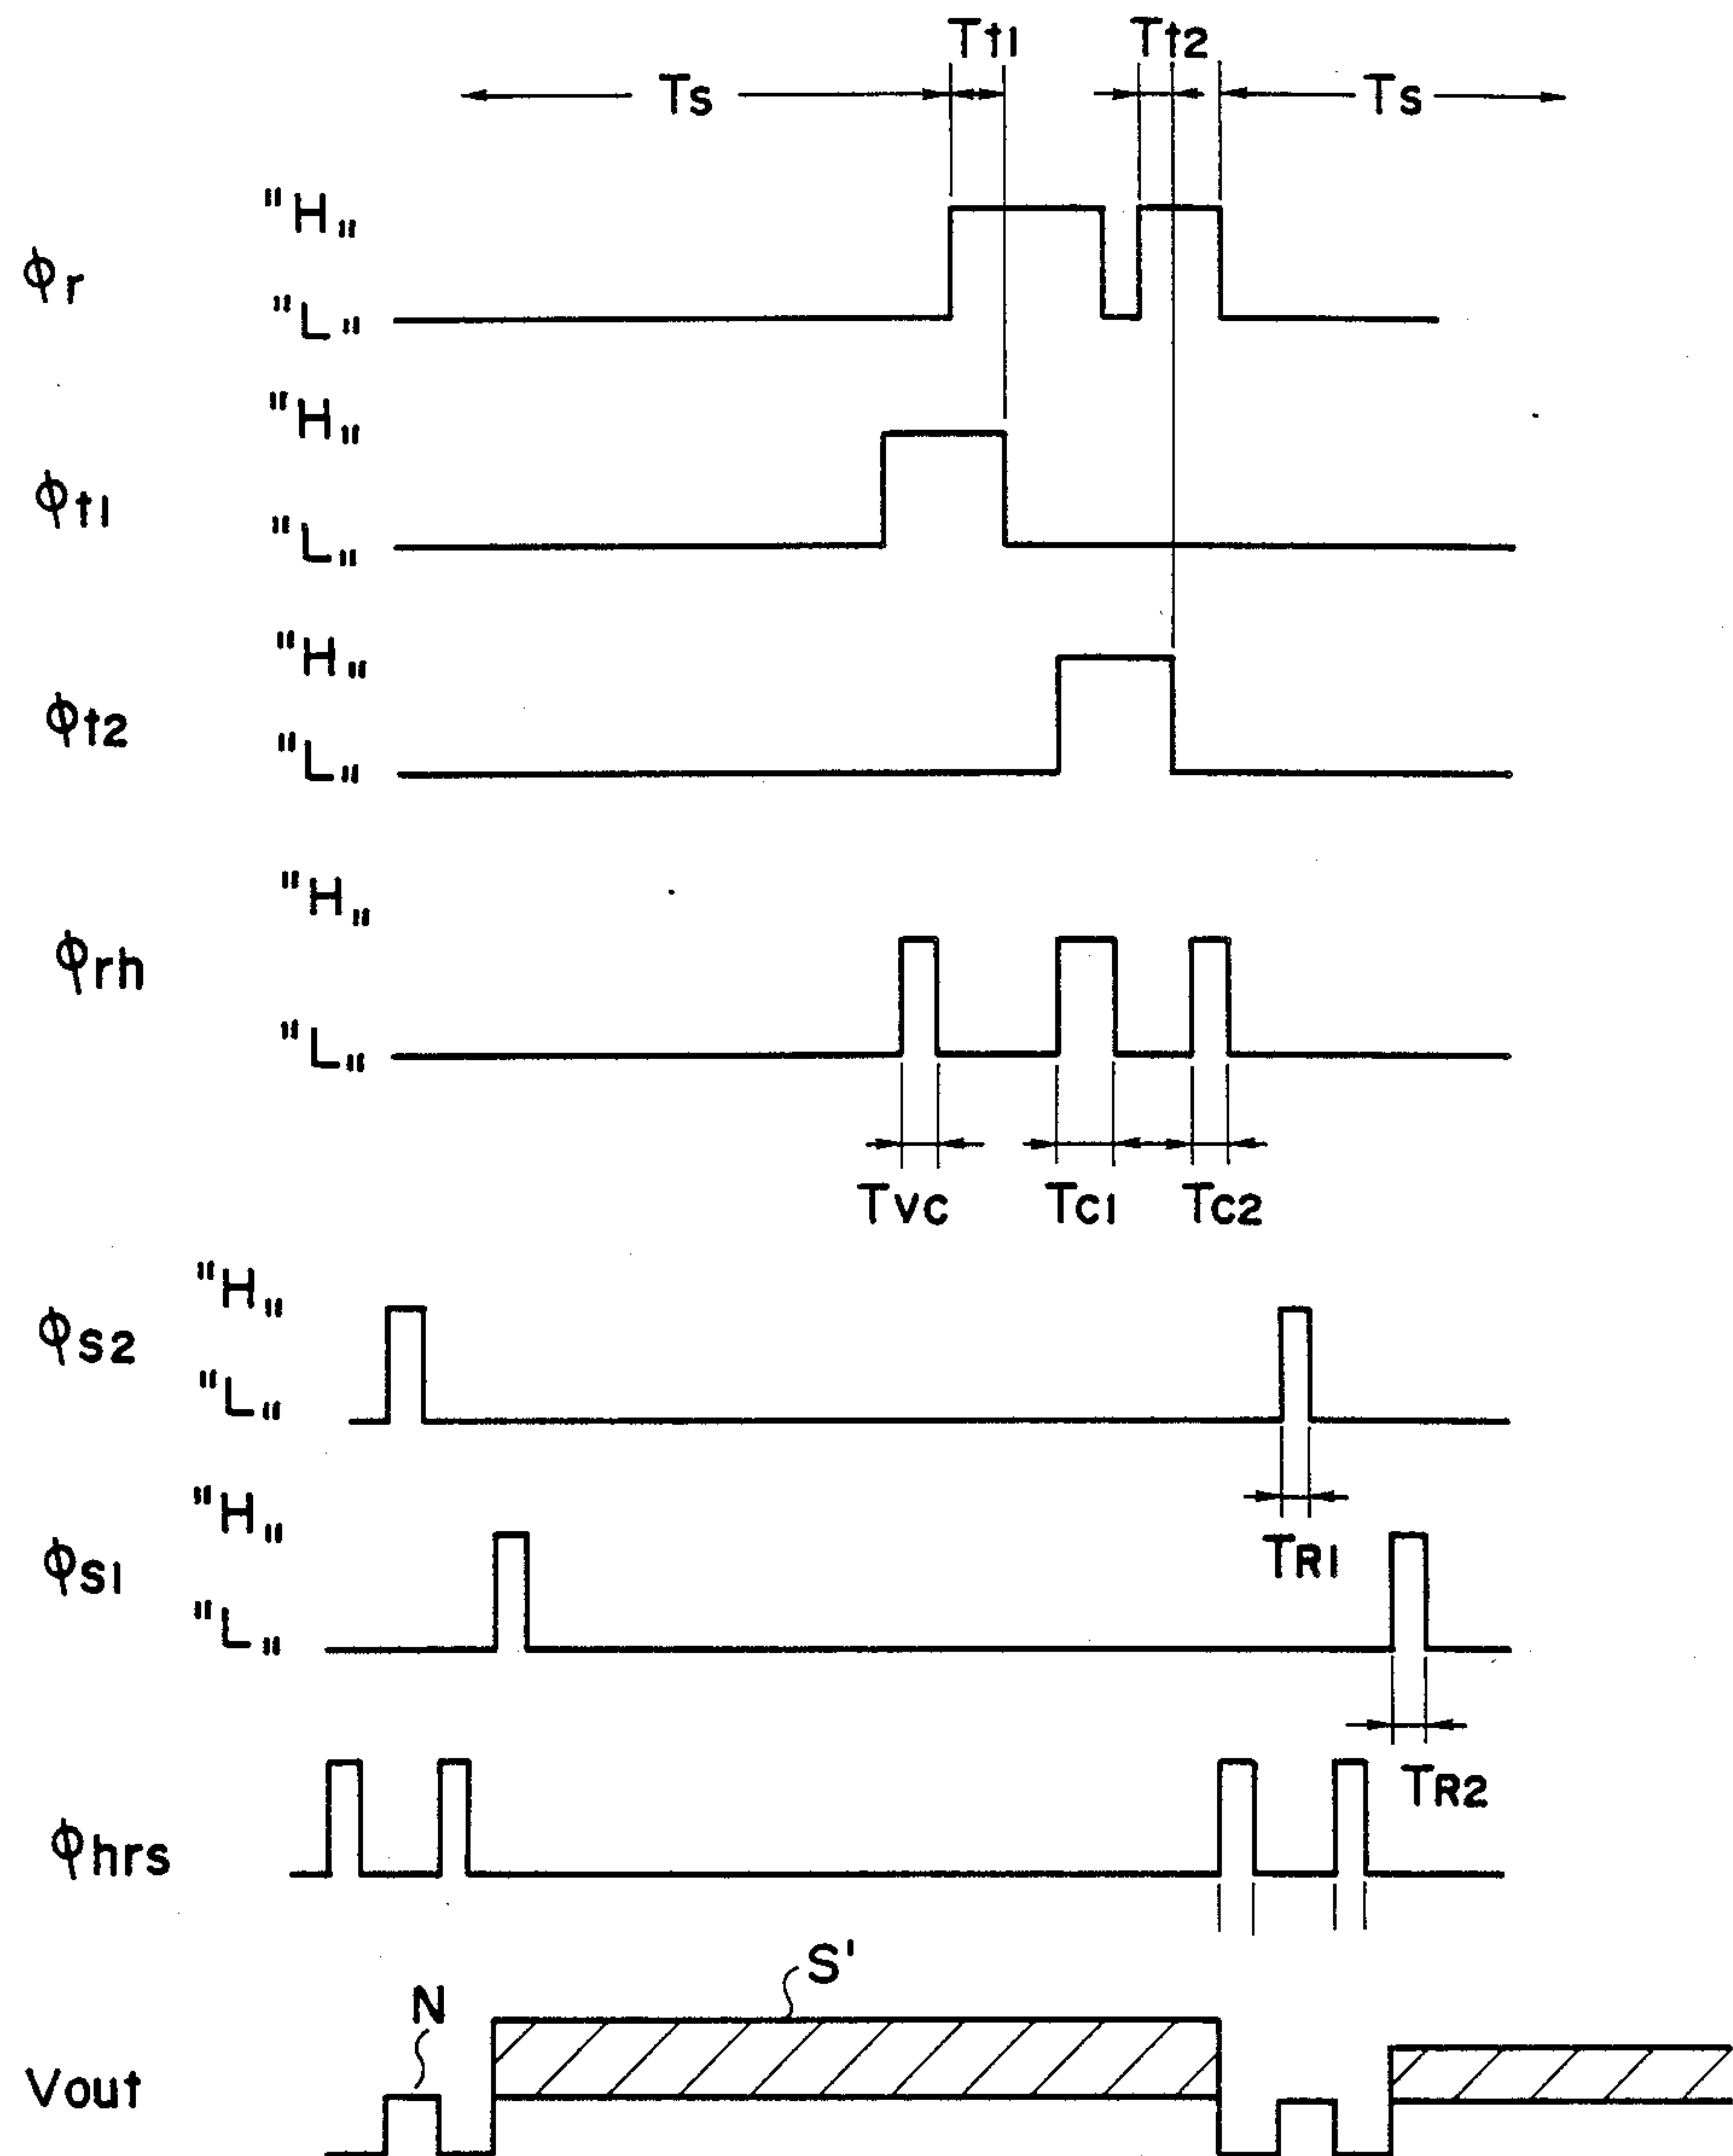 Tt1 Tt2
Ts Ts
"H"
ϕr
"L"
"H"
ϕt1
"L"
"H"
ϕt2
"L"
"H"
ϕrh
"L"
Tvc Tc1 Tc2
"H"
ϕs2
"L"
"H"
TR1
ϕs1
"L"
TR2
ϕhrs
S'
N
Vout